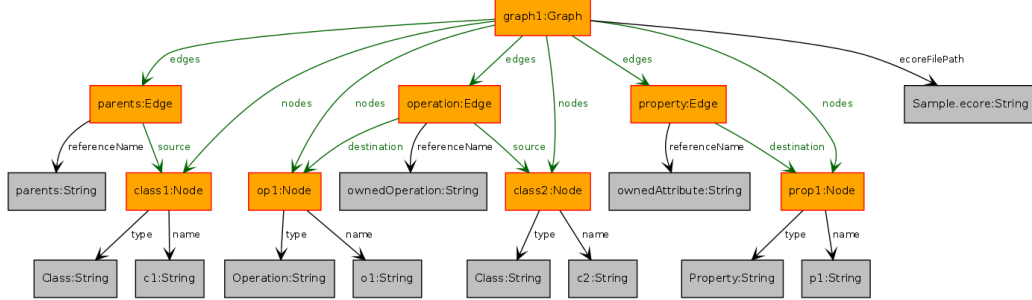 graph1:Graph
edges
edges
edges
ecoreFilePath
nodes
nodes
nodes
nodes
parents:Edge
operation:Edge
property:Edge
Sample.ecore:String
referenceName
source
destination
referenceName
source
referenceName
destination
parents:String
class1:Node
op1:Node
ownedOperation:String
class2:Node
ownedAttribute:String
prop1:Node
type
name
type
name
type
name
type
name
Class:String
c1:String
Operation:String
o1:String
Class:String
c2:String
Property:String
p1:String